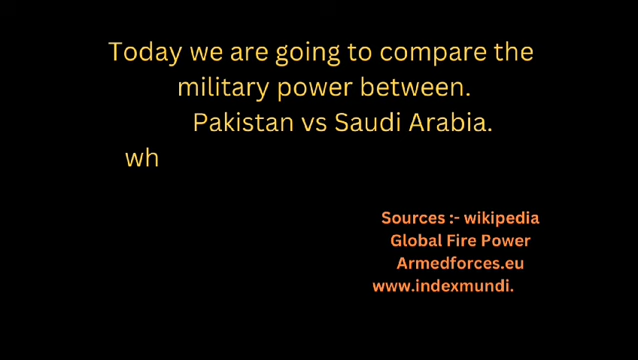 Today we are going to compare the
military power between.
Pakistan vs Saudi Arabia.
wh
Sources :- wikipedia
Global Fire Power
Armedforces.eu
www.indexmundi.